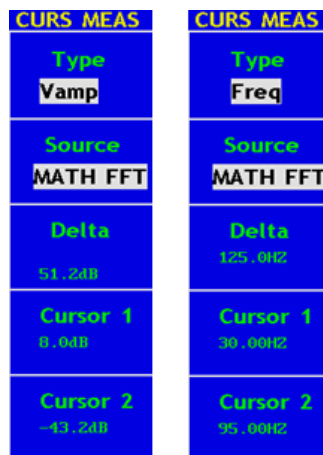 CURS MEAS
Type
Vamp
Source
MATH FFT
Delta
51.2dB
Cursor 1
8.0dB
Cursor 2
-43.2dB
CURS MEAS
Type
Freq
Source
MATH FFT
Delta
125.0HZ
Cursor 1
30.00HZ
Cursor 2
95.00HZ